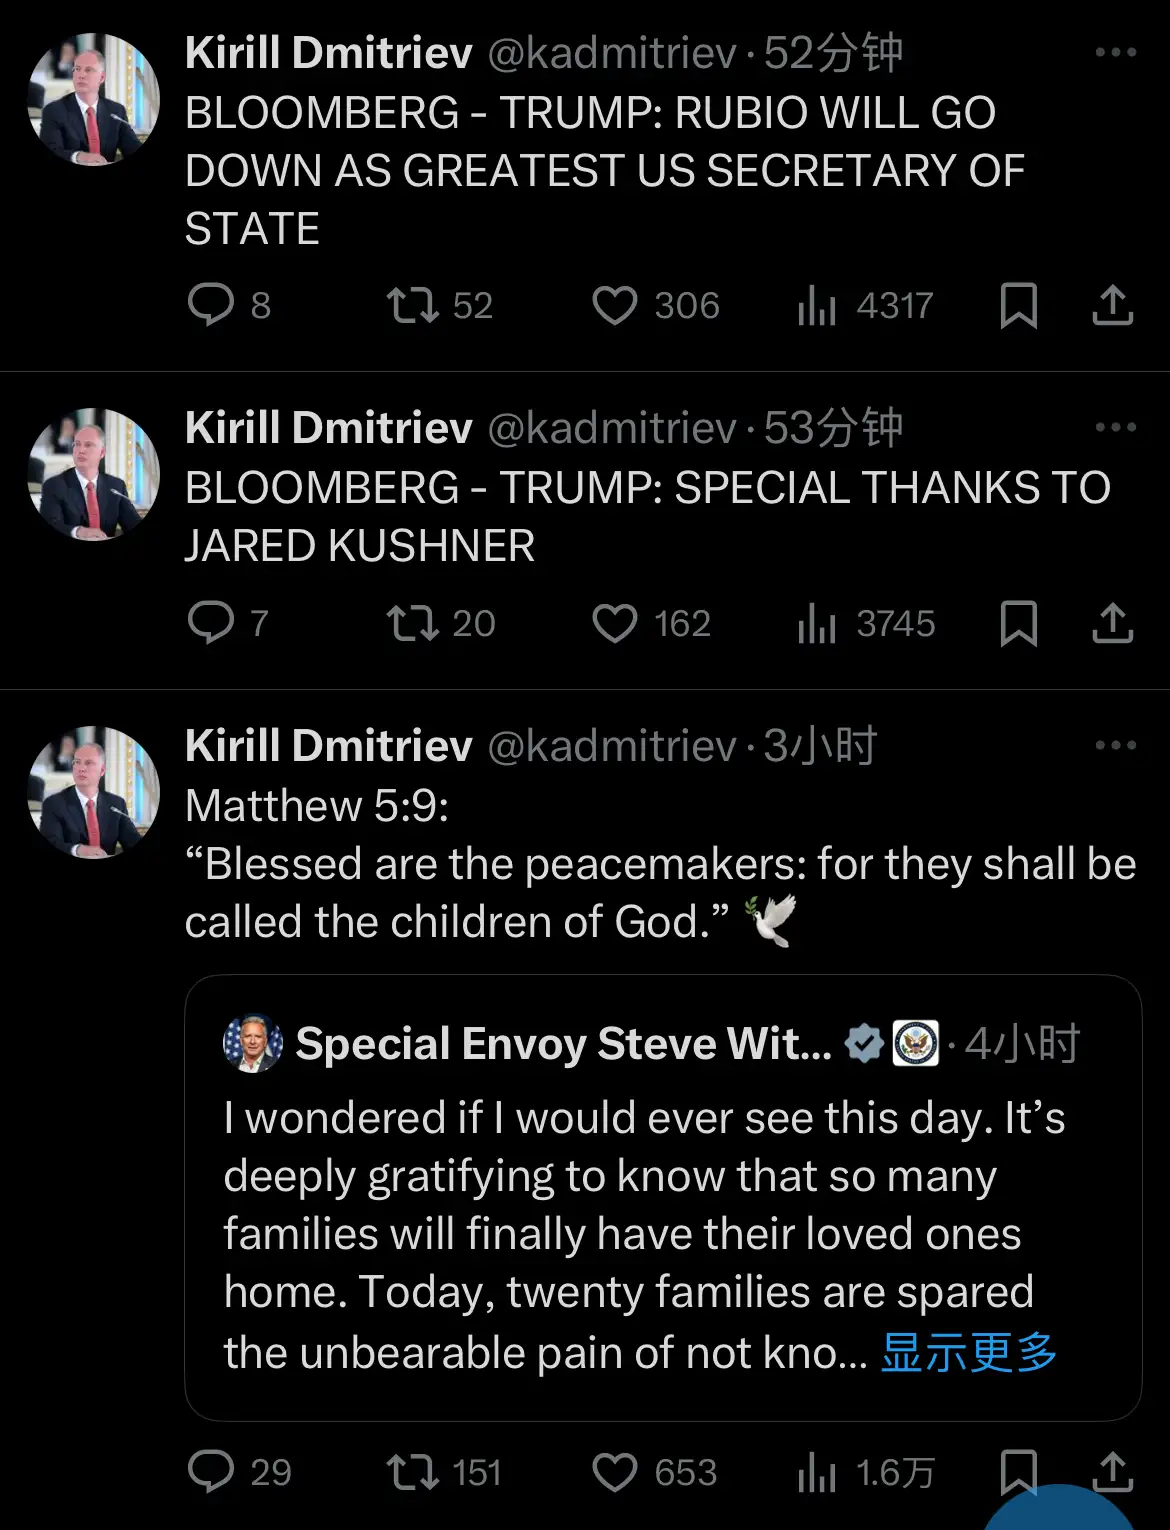 Kirill Dmitriev @kadmitriev · 52分钟
BLOOMBERG - TRUMP: RUBIO WILL GO
DOWN AS GREATEST US SECRETARY OF
STATE
8 52 306 4317
Kirill Dmitriev @kadmitriev · 53分钟
BLOOMBERG - TRUMP: SPECIAL THANKS TO
JARED KUSHNER
7 20 162 3745
Kirill Dmitriev @kadmitriev · 3小时
Matthew 5:9:
“Blessed are the peacemakers: for they shall be
called the children of God.” 🕊️
Special Envoy Steve Wit... · 4小时
I wondered if I would ever see this day. It’s
deeply gratifying to know that so many
families will finally have their loved ones
home. Today, twenty families are spared
the unbearable pain of not kno... 显示更多
29 151 653 1.6万